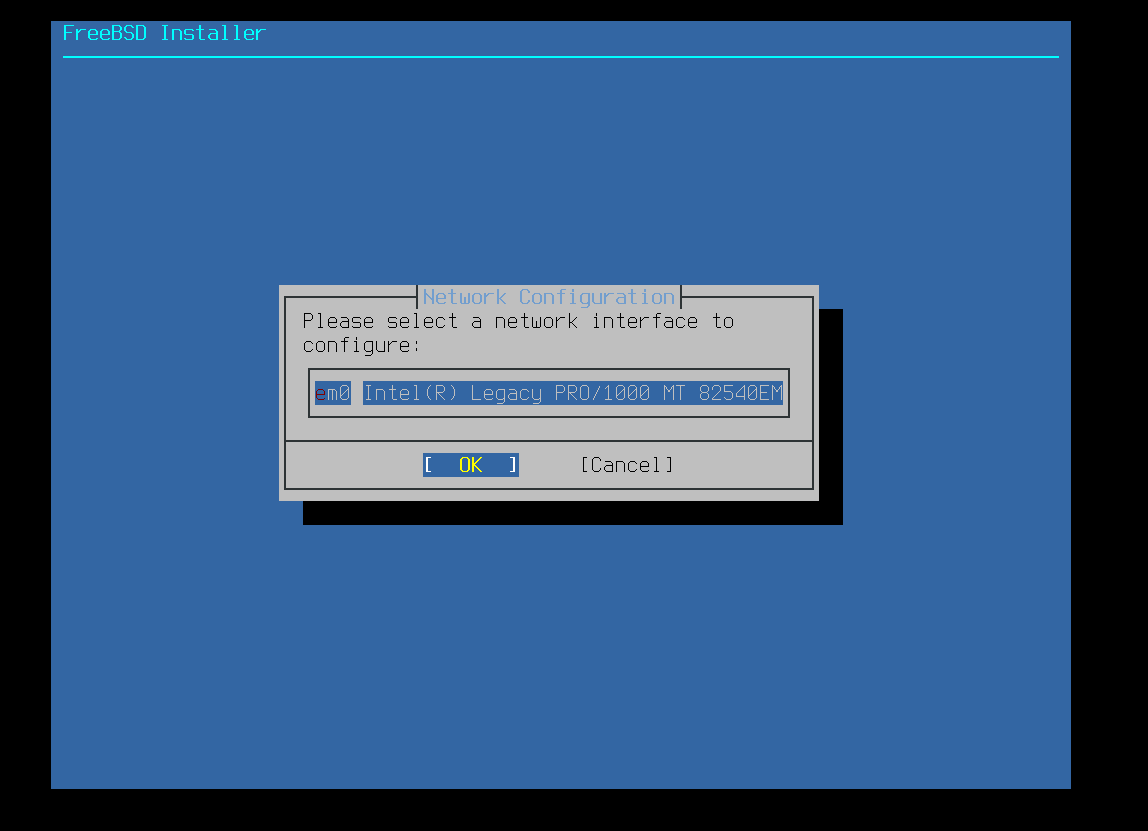 FreeBSD Installer
Network Configuration
Please select a network interface to
configure:
em0 Intel(R) Legacy PRO/1000 MT 82540EM
[  OK  ] [Cancel]